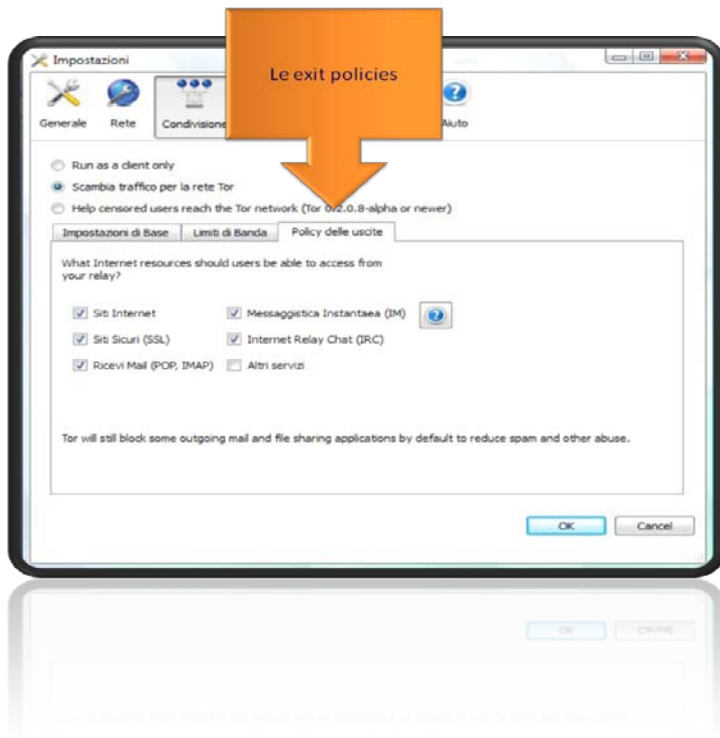 Le exit policies
Impostazioni
Generale Rete Condivisione Aiuto
Run as a client only
Scambia traffico per la rete Tor
Help censored users reach the Tor network (Tor 0.2.0.8-alpha or newer)
Impostazioni di Base Limiti di Banda Policy delle uscite
What Internet resources should users be able to access from
your relay?
Siti Internet Messaggistica Instantaea (IM)
Siti Sicuri (SSL) Internet Relay Chat (IRC)
Ricevi Mail (POP, IMAP) Altri servizi
Tor will still block some outgoing mail and file sharing applications by default to reduce spam and other abuse.
OK Cancel